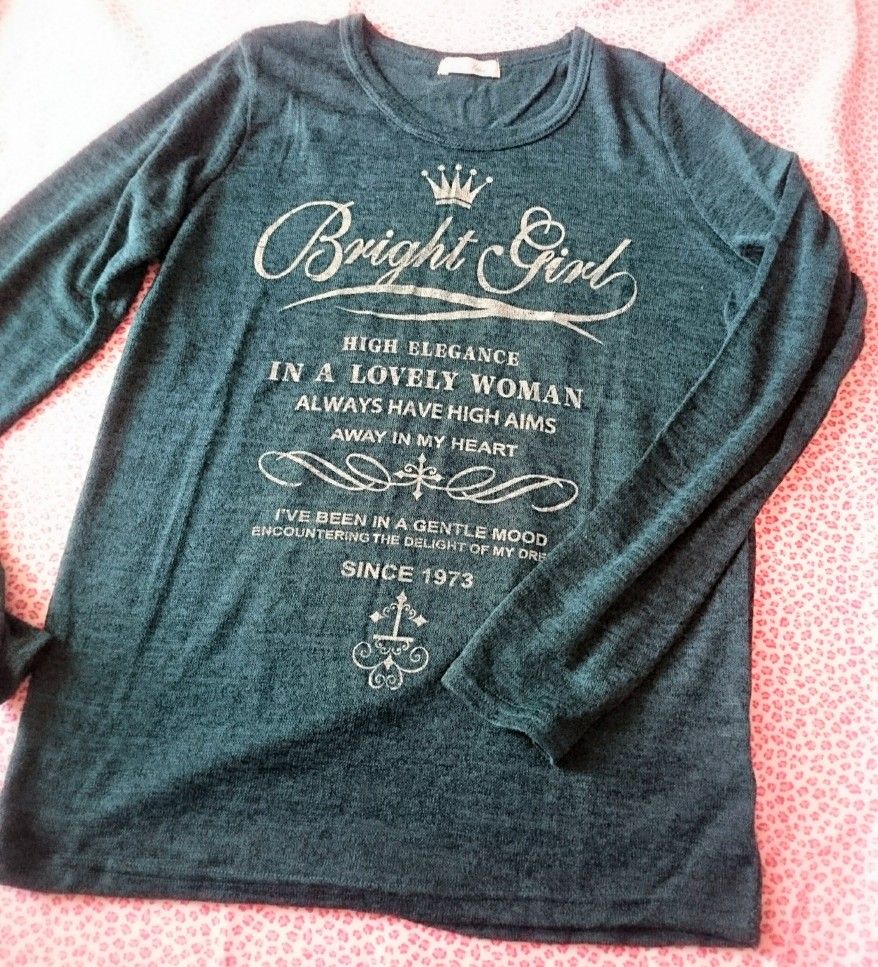 Bright Girl
HIGH ELEGANCE
IN A LOVELY WOMAN
ALWAYS HAVE HIGH AIMS
AWAY IN MY HEART
I'VE BEEN IN A GENTLE MOOD
ENCOUNTERING THE DELIGHT OF MY DRE
SINCE 1973